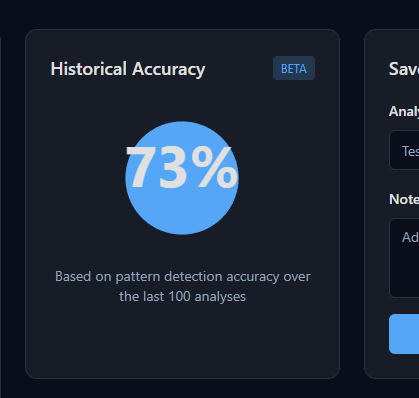 Historical Accuracy
BETA
73%
Based on pattern detection accuracy over
the last 100 analyses
Save
Analy
Tes
Note
Ad